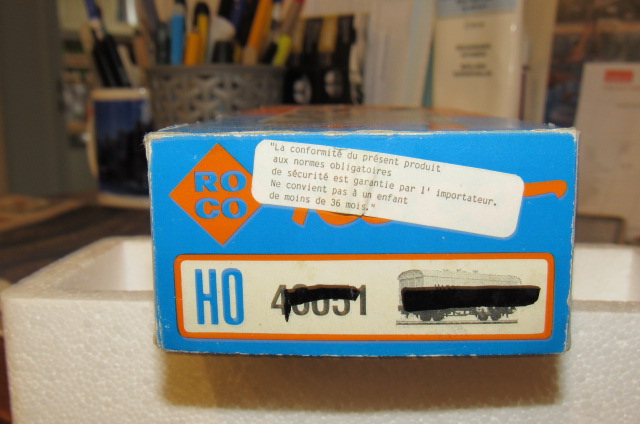 RO
CO
"La conformité du présent produit
aux normes obligatoires
de sécurité est garantie par l' importateur.
Ne convient pas à un enfant
de moins de 36 mois."
HO